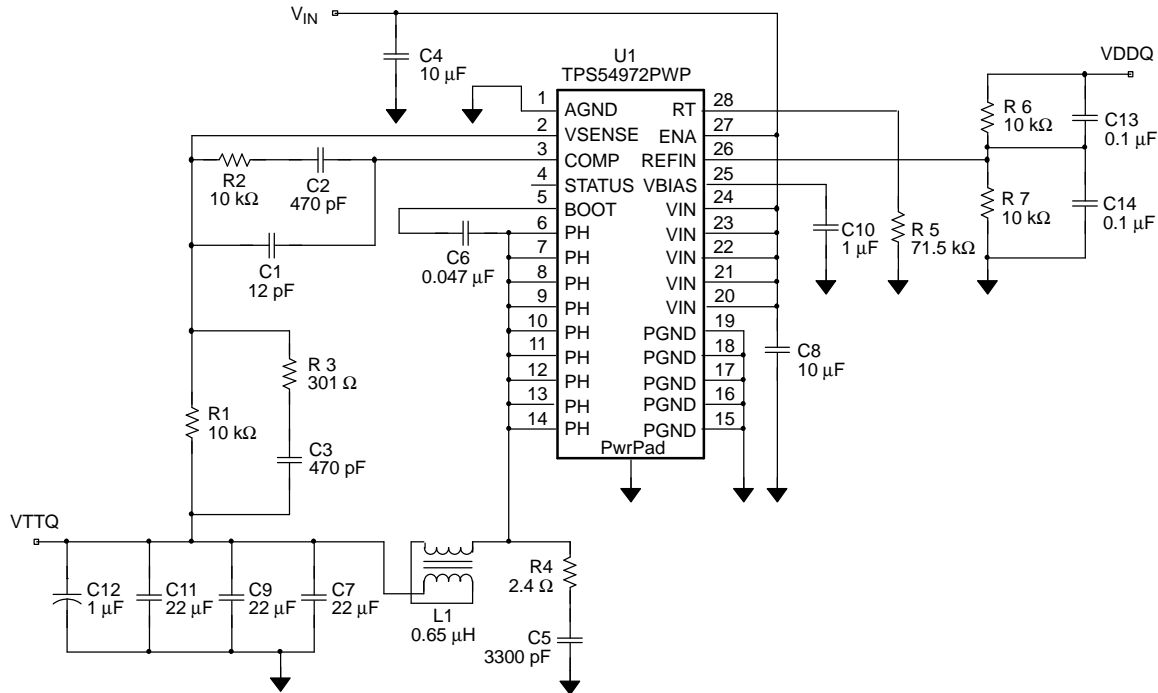 VIN
C4
10 μF
U1
TPS54972PWP
VDDQ
1 AGND RT 28
2 VSENSE ENA 27
3 COMP REFIN 26
4 STATUS VBIAS 25
5 BOOT VIN 24
6 PH VIN 23
7 PH VIN 22
8 PH VIN 21
9 PH VIN 20
10 PH PGND 19
11 PH PGND 18
12 PH PGND 17
13 PH PGND 16
14 PH PGND 15
PwrPad
R2
10 kΩ
C2
470 pF
C1
12 pF
C6
0.047 μF
R 3
301 Ω
R1
10 kΩ
C3
470 pF
R 6
10 kΩ
C13
0.1 μF
R 7
10 kΩ
C14
0.1 μF
C10
1 μF
R 5
71.5 kΩ
C8
10 μF
VTTQ
C12
1 μF
C11
22 μF
C9
22 μF
C7
22 μF
L1
0.65 μH
R4
2.4 Ω
C5
3300 pF